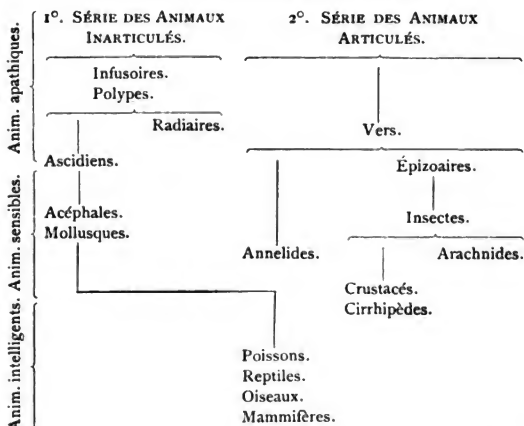 1°. SÉRIE DES ANIMAUX
INARTICULÉS.
2°. SÉRIE DES ANIMAUX
ARTICULÉS.
Anim. apathiques.
Infusoires.
Polypes.
Radiaires.
Vers.
Ascidiens.
Épizoaires.
Anim. sensibles.
Acéphales.
Mollusques.
Insectes.
Annelides.
Arachnides.
Crustacés.
Cirrhipèdes.
Anim. intelligents.
Poissons.
Reptiles.
Oiseaux.
Mammifères.